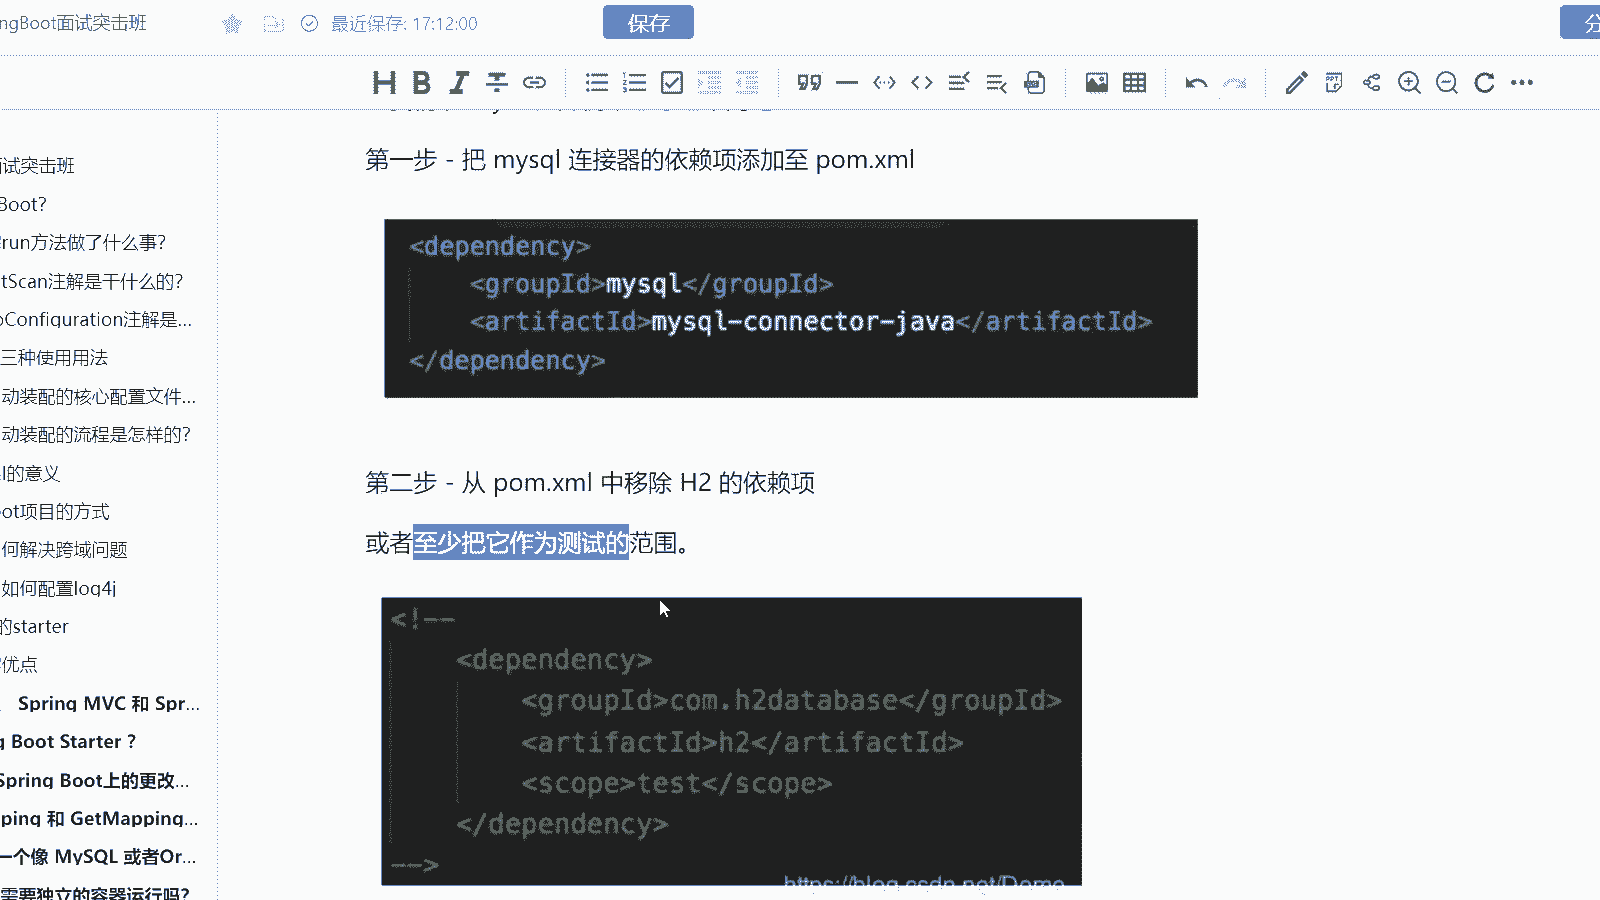 ngBoot面试突击班
最近保存: 17:12:00
保存
分
面试突击班
Boot?
run方法做了什么事?
tScan注解是干什么的?
oConfiguration注解是...
三种使用用法
动装配的核心配置文件...
动装配的流程是怎样的?
的意义
ot项目的方式
何解决跨域问题
如何配置log4j
的starter
优点
Spring MVC 和 Spr...
g Boot Starter ?
Spring Boot上的更改...
ping 和 GetMapping...
一个像 MySQL 或者Or...
需要独立的容器运行吗?
第一步 - 把 mysql 连接器的依赖项添加至 pom.xml
<dependency>
<groupId>mysql</groupId>
<artifactId>mysql-connector-java</artifactId>
</dependency>
第二步 - 从 pom.xml 中移除 H2 的依赖项
或者至少把它作为测试的范围。
<!--
<dependency>
<groupId>com.h2database</groupId>
<artifactId>h2</artifactId>
<scope>test</scope>
</dependency>
-->
https://blog.csdn.net/Demo